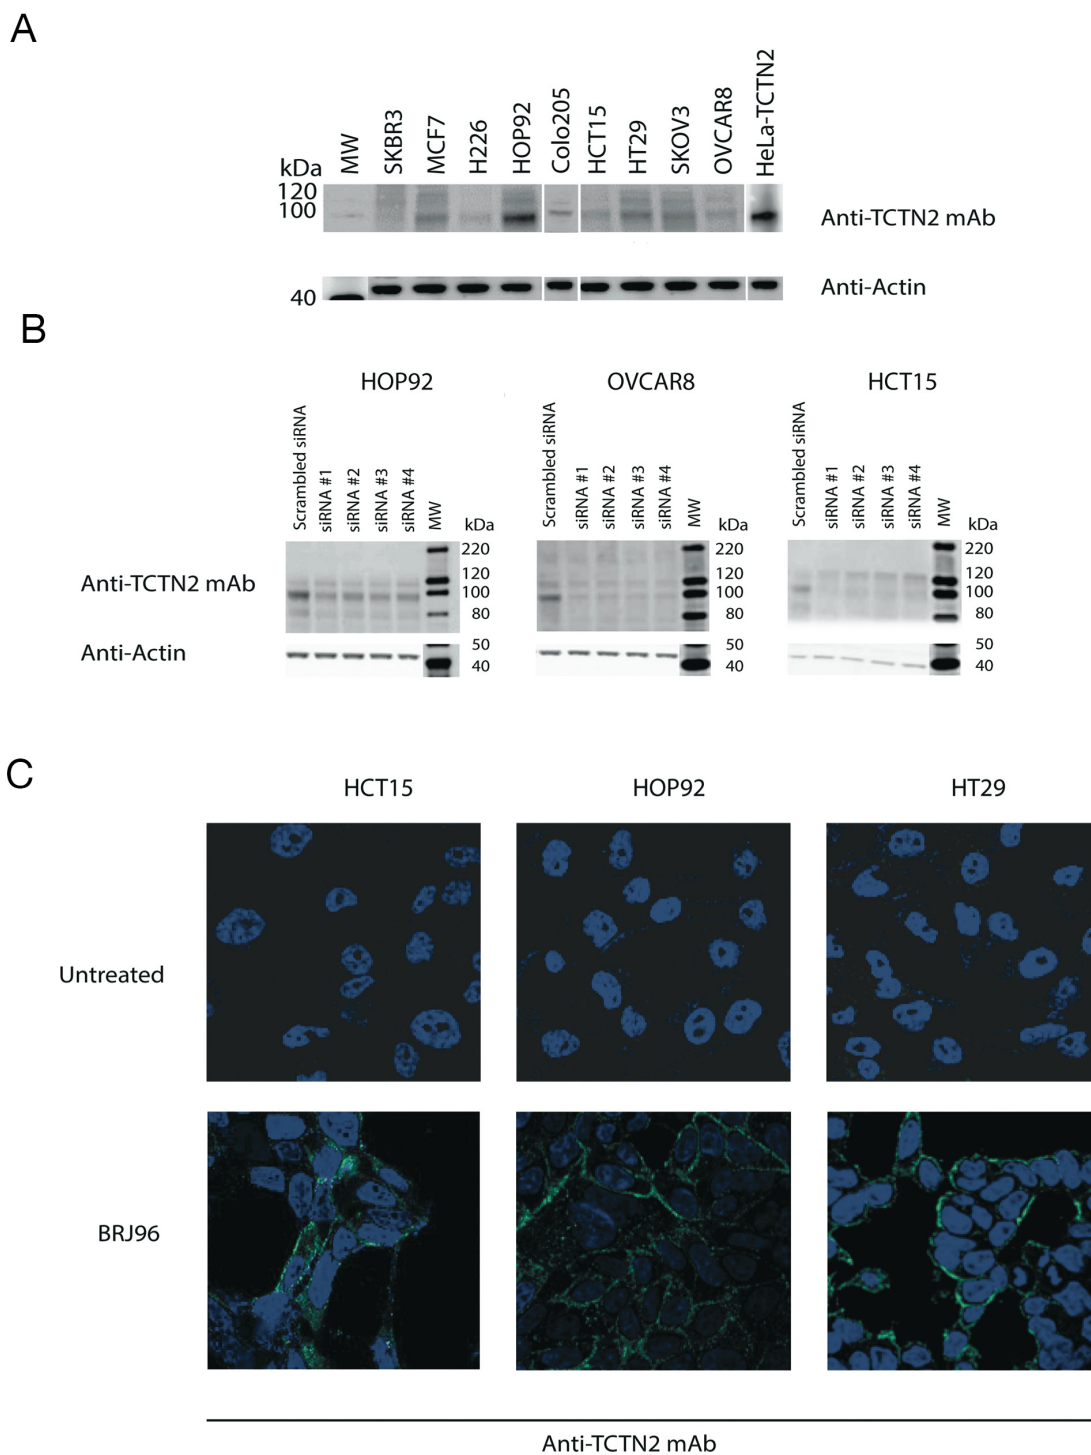 A
kDa
MW
SKBR3
MCF7
H226
HOP92
Colo205
HCT15
HT29
SKOV3
OVCAR8
HeLa-TCTN2
120
100
Anti-TCTN2 mAb
40
Anti-Actin
B
HOP92
OVCAR8
HCT15
Scrambled siRNA
siRNA #1
siRNA #2
siRNA #3
siRNA #4
MW
kDa
Scrambled siRNA
siRNA #1
siRNA #2
siRNA #3
siRNA #4
MW
kDa
Scrambled siRNA
siRNA #1
siRNA #2
siRNA #3
siRNA #4
MW
kDa
Anti-TCTN2 mAb
220
120
100
80
220
120
100
80
220
120
100
80
Anti-Actin
50
40
50
40
50
40
C
HCT15
HOP92
HT29
Untreated
BRJ96
Anti-TCTN2 mAb